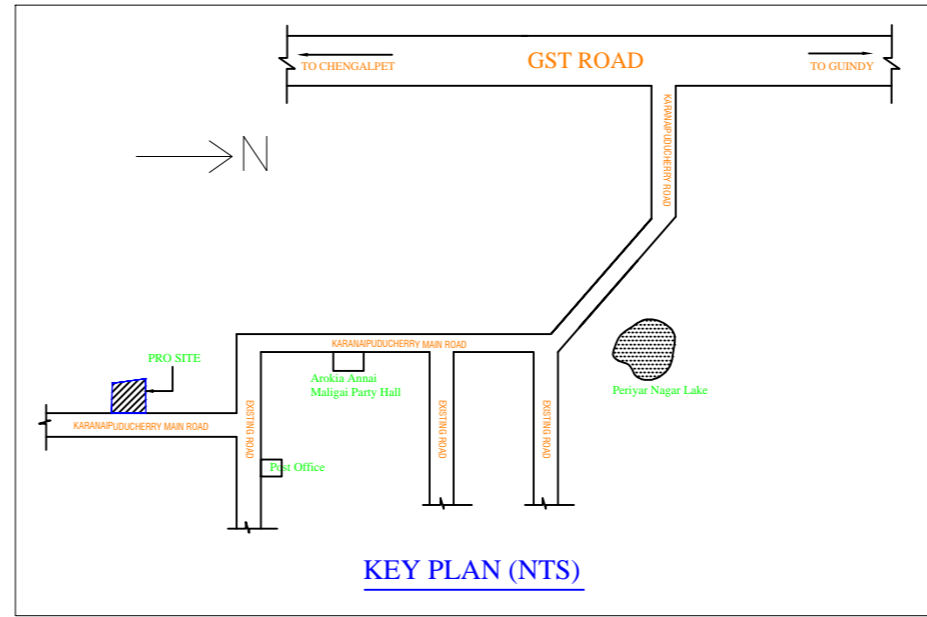 GST ROAD
TO CHENGALPET
TO GUINDY
KARANAIPUDUCHERRY ROAD
N
KARANAIPUDUCHERRY MAIN ROAD
PRO SITE
Arokia Annai
Maligai Party Hall
Periyar Nagar Lake
KARANAIPUDUCHERRY MAIN ROAD
EXISTING ROAD
EXISTING ROAD
EXISTING ROAD
Post Office
KEY PLAN (NTS)